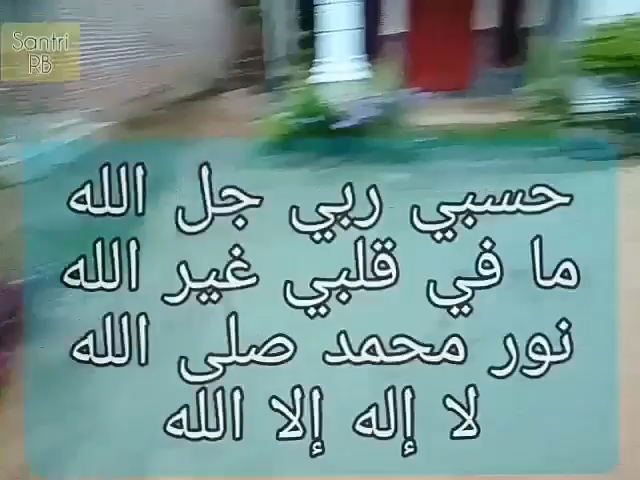 Santri
RB
حسبي ربي جل الله
ما في قلبي غير الله
نور محمد صلى الله
لا إله إلا الله